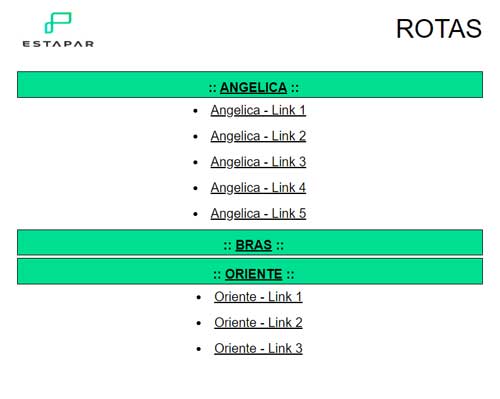 ESTAPAR
ROTAS
:: ANGELICA ::
• Angelica - Link 1
• Angelica - Link 2
• Angelica - Link 3
• Angelica - Link 4
• Angelica - Link 5
:: BRAS ::
:: ORIENTE ::
• Oriente - Link 1
• Oriente - Link 2
• Oriente - Link 3